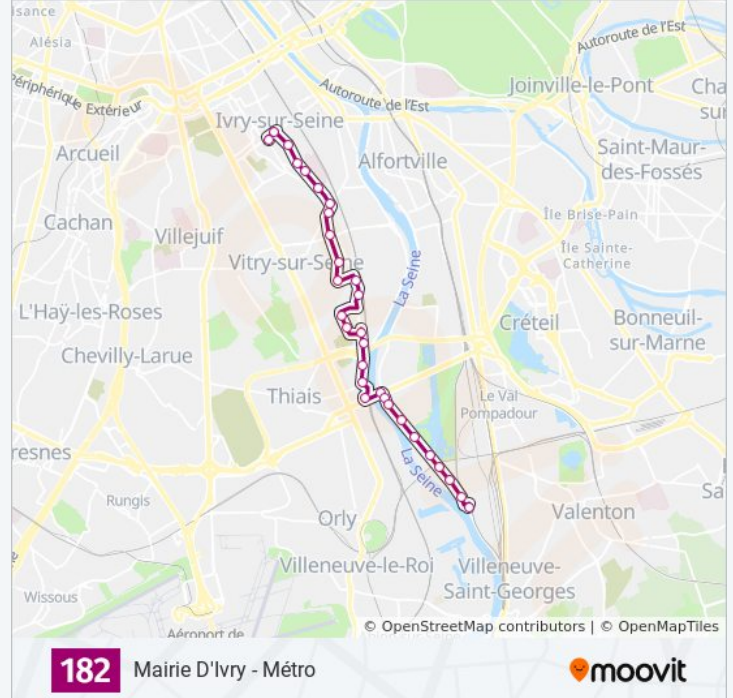 isance
Alésia
Autoroute de l'Est
Périphérique Extérieur
Autoroute de l'Est
Joinville-le-Pont
Cha
sur
Ivry-sur-Seine
Arcueil
Alfortville
Saint-Maur-
des-Fossés
Cachan
Villejuif
Île Brise-Pain
Île Sainte-
Catherine
Vitry-sur-Seine
La Seine
L'Haÿ-les-Roses
Créteil
Bonneuil-
sur-Marne
Chevilly-Larue
Thiais
Le Val
Pompadour
resnes
La Seine
Sa
Rungis
Orly
Valenton
Villeneuve-le-Roi
Villeneuve-
Saint-Georges
Wissous
Aéroport de
© OpenStreetMap contributors | © OpenMapTiles
182 Mairie D'Ivry - Métro
moovit